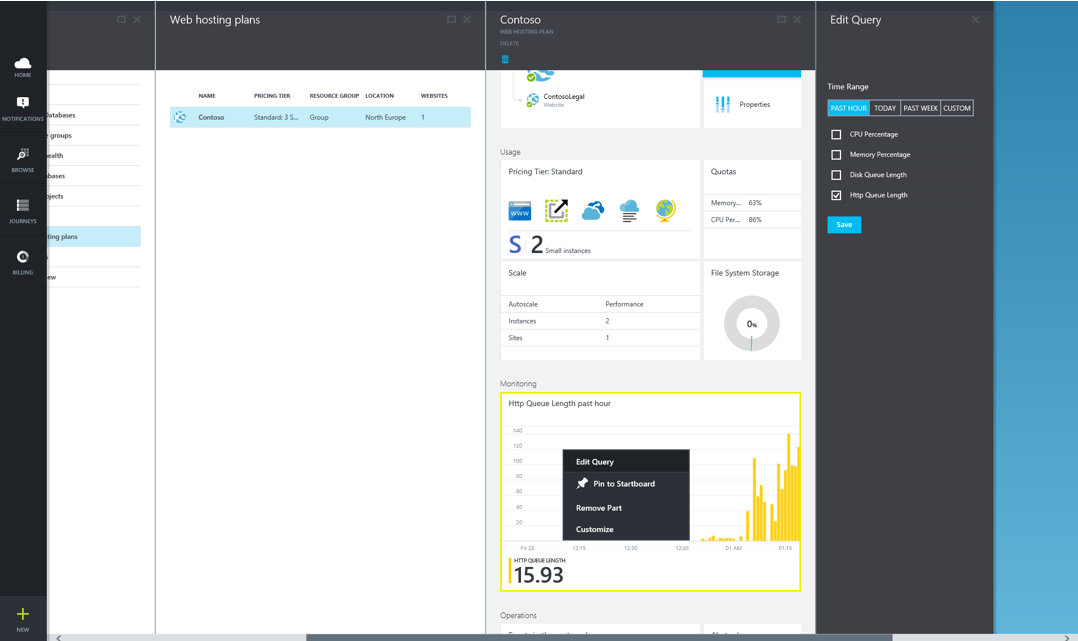 HOME
NOTIFICATIONS
BROWSE
JOURNEYS
BILLING
NEW
atabases
e groups
health
bases
ojects
sting plans
ew
Web hosting plans
NAME PRICING TIER RESOURCE GROUP LOCATION WEBSITES
Contoso Standard: 3 S... Group North Europe 1
Contoso
WEB HOSTING PLAN
DELETE
ContosoLegal
Website
Properties
Usage
Pricing Tier: Standard
WWW
S 2 Small instances
Quotas
Memory... 63%
CPU Per... 86%
Scale
Autoscale Performance
Instances 2
Sites 1
File System Storage
0%
Monitoring
Http Queue Length past hour
140
120
100
80
60
40
20
Fri 28 12:15 12:30 12:45 01 AM 01:15
Edit Query
Pin to Startboard
Remove Part
Customize
HTTP QUEUE LENGTH
15.93
Operations
Edit Query
Time Range
PAST HOUR TODAY PAST WEEK CUSTOM
CPU Percentage
Memory Percentage
Disk Queue Length
Http Queue Length
Save